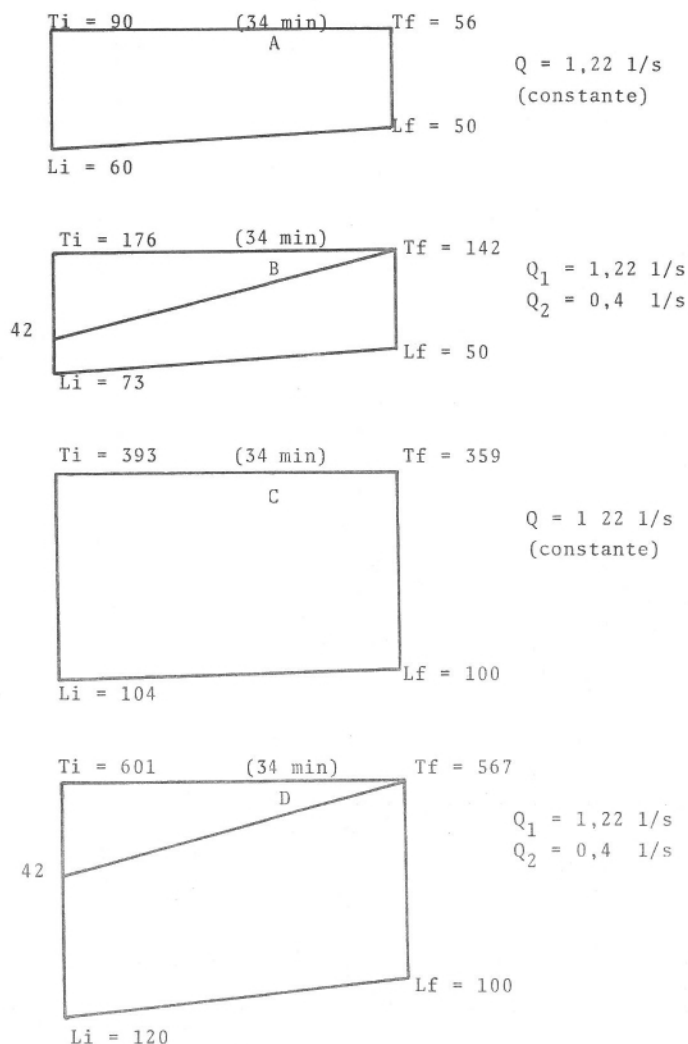 Ti = 90 (34 min) Tf = 56
A
Q = 1,22 l/s
(constante)
Lf = 50
Li = 60
Ti = 176 (34 min) Tf = 142
B
Q1 = 1,22 l/s
Q2 = 0,4 l/s
42
Lf = 50
Li = 73
Ti = 393 (34 min) Tf = 359
C
Q = 1 22 l/s
(constante)
Lf = 100
Li = 104
Ti = 601 (34 min) Tf = 567
D
Q1 = 1,22 l/s
Q2 = 0,4 l/s
42
Lf = 100
Li = 120